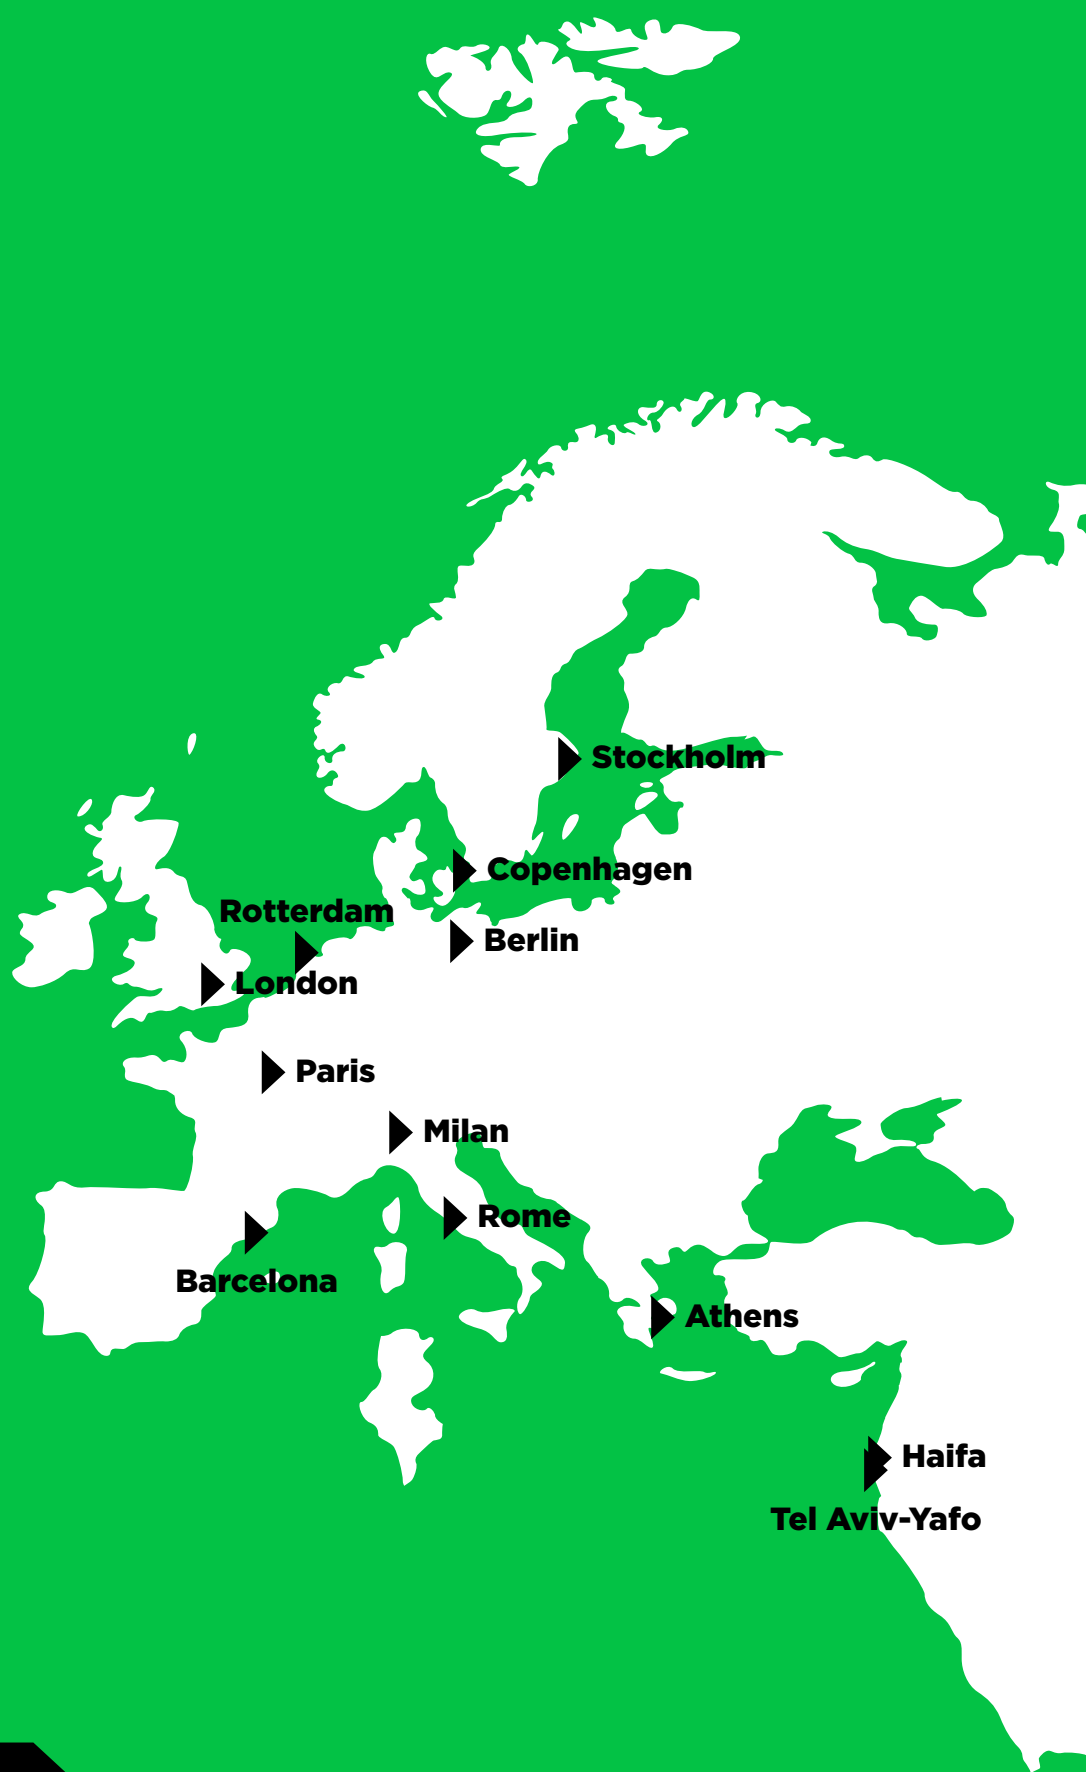 Stockholm
Copenhagen
Rotterdam
Berlin
London
Paris
Milan
Rome
Barcelona
Athens
Haifa
Tel Aviv-Yafo